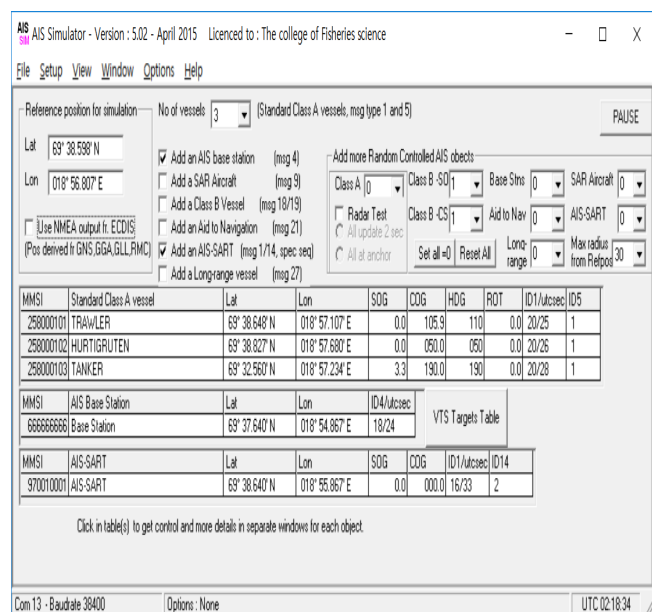 AIS SIM AIS Simulator - Version : 5.02 - April 2015 Licenced to : The college of Fisheries science
File Setup View Window Options Help
Reference position for simulation
Lat 69° 38.598' N
Lon 018° 56.807' E
Use NMEA output fr. ECDIS
(Pos derived fr GNS,GGA,GLL,RMC)
No of vessels 3 (Standard Class A vessels, msg type 1 and 5)
PAUSE
Add an AIS base station (msg 4)
Add a SAR Aircraft (msg 9)
Add a Class B Vessel (msg 18/19)
Add an Aid to Navigation (msg 21)
Add an AIS-SART (msg 1/14, spec seq)
Add a Long-range vessel (msg 27)
Add more Random Controlled AIS obects
Class A 0 Class B -SO 1 Base Stns 0 SAR Aircraft 0
Radar Test Class B -CS 1 Aid to Nav 0 AIS-SART 0
All update 2 sec
All at anchor Set all =0 Reset All Long-range 0 Max radius from Refpos 30
MMSI Standard Class A vessel Lat Lon SOG COG HDG ROT ID1/utcsec ID5
258000101 TRAWLER 69° 38.648' N 018° 57.107' E 0.0 105.9 110 0.0 20/25 1
258000102 HURTIGRUTEN 69° 38.827' N 018° 57.680' E 0.0 050.0 050 0.0 20/26 1
258000103 TANKER 69° 32.560' N 018° 57.234' E 3.3 190.0 190 0.0 20/28 1
MMSI AIS Base Station Lat Lon ID4/utcsec
666666666 Base Station 69° 37.640' N 018° 54.867' E 18/24
VTS Targets Table
MMSI AIS-SART Lat Lon SOG COG ID1/utcsec ID14
970010001 AIS-SART 69° 38.640' N 018° 55.867' E 0.0 000.0 16/33 2
Click in table(s) to get control and more details in separate windows for each object.
Com 13 - Baudrate 38400 Options : None UTC 02:18:34